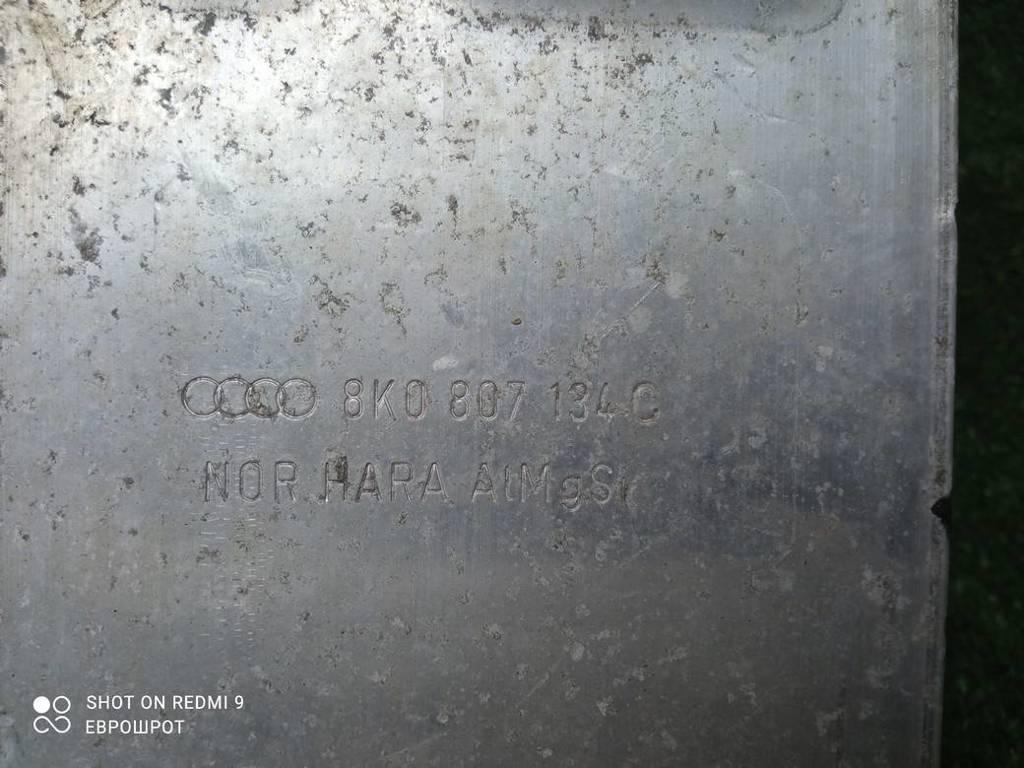 8K0 807 134 C
NOR HARA AlMgSi
SHOT ON REDMI 9
ЕВРОШРОТ